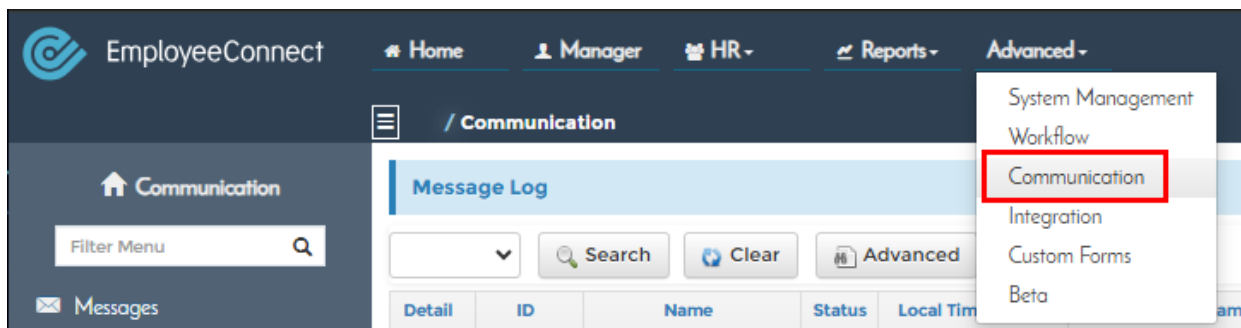 EmployeeConnect
Home Manager HR Reports Advanced
System Management
/ Communication
Workflow
Communication
Communication
Message Log
Integration
Filter Menu
Search Clear Advanced
Custom Forms
Messages
Beta
Detail ID Name Status Local Tim